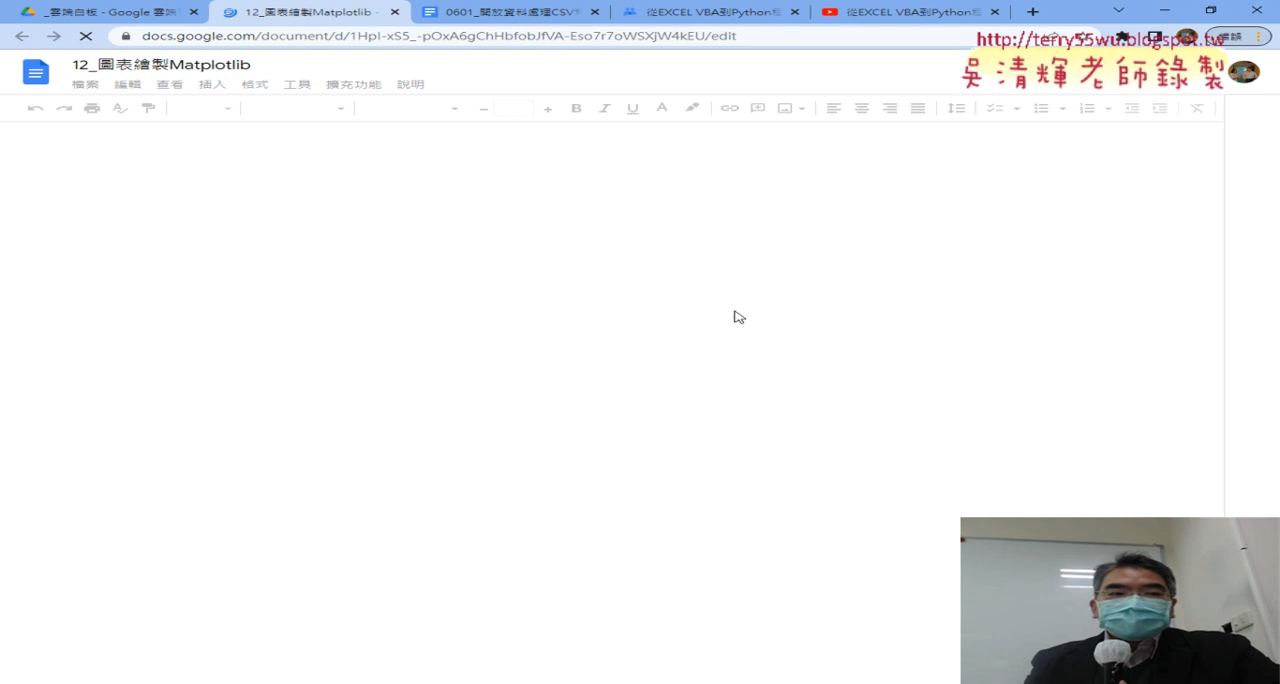 _雲端白板 - Google 雲端
12_圖表繪製Matplotlib -
0601_開放資料處理CSV
從EXCEL VBA到Python
從EXCEL VBA到Python
docs.google.com/document/d/1HpI-xS5_-pOxA6gChHbfobJfVA-Eso7r7oWSXjW4kEU/edit
http://terry55wu.blogspot.tw
12_圖表繪製Matplotlib
吳清輝老師錄製
檔案 編輯 查看 插入 格式 工具 擴充功能 說明